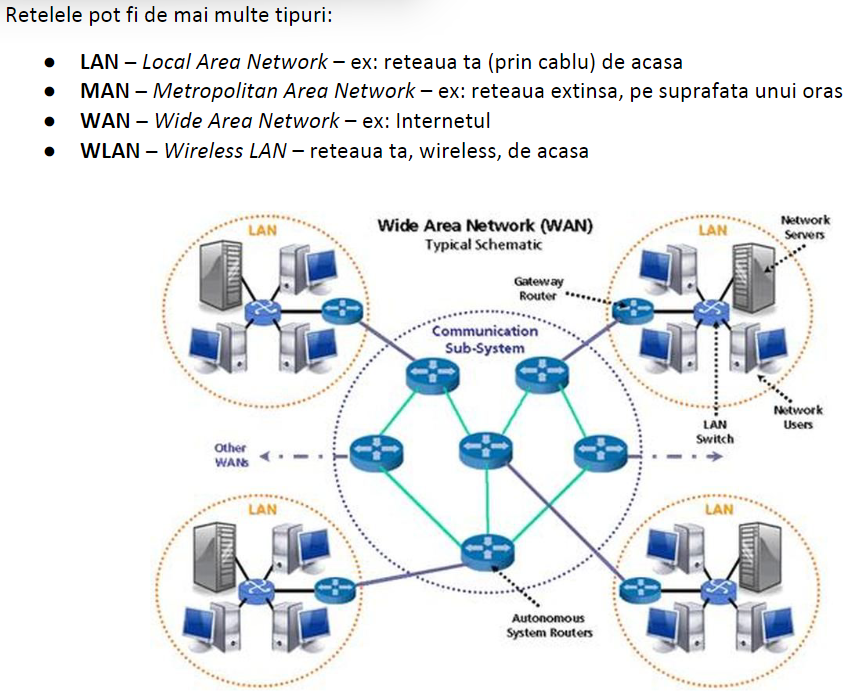 Retelele pot fi de mai multe tipuri:
● LAN – Local Area Network – ex: reteaua ta (prin cablu) de acasa
● MAN – Metropolitan Area Network – ex: reteaua extinsa, pe suprafata unui oras
● WAN – Wide Area Network – ex: Internetul
● WLAN – Wireless LAN – reteaua ta, wireless, de acasa
LAN
Wide Area Network (WAN)
Typical Schematic
LAN
Network
Servers
Gateway
Router
Communication
Sub-System
Network
Users
LAN
Switch
Other
WANs
LAN
LAN
Autonomous
System Routers